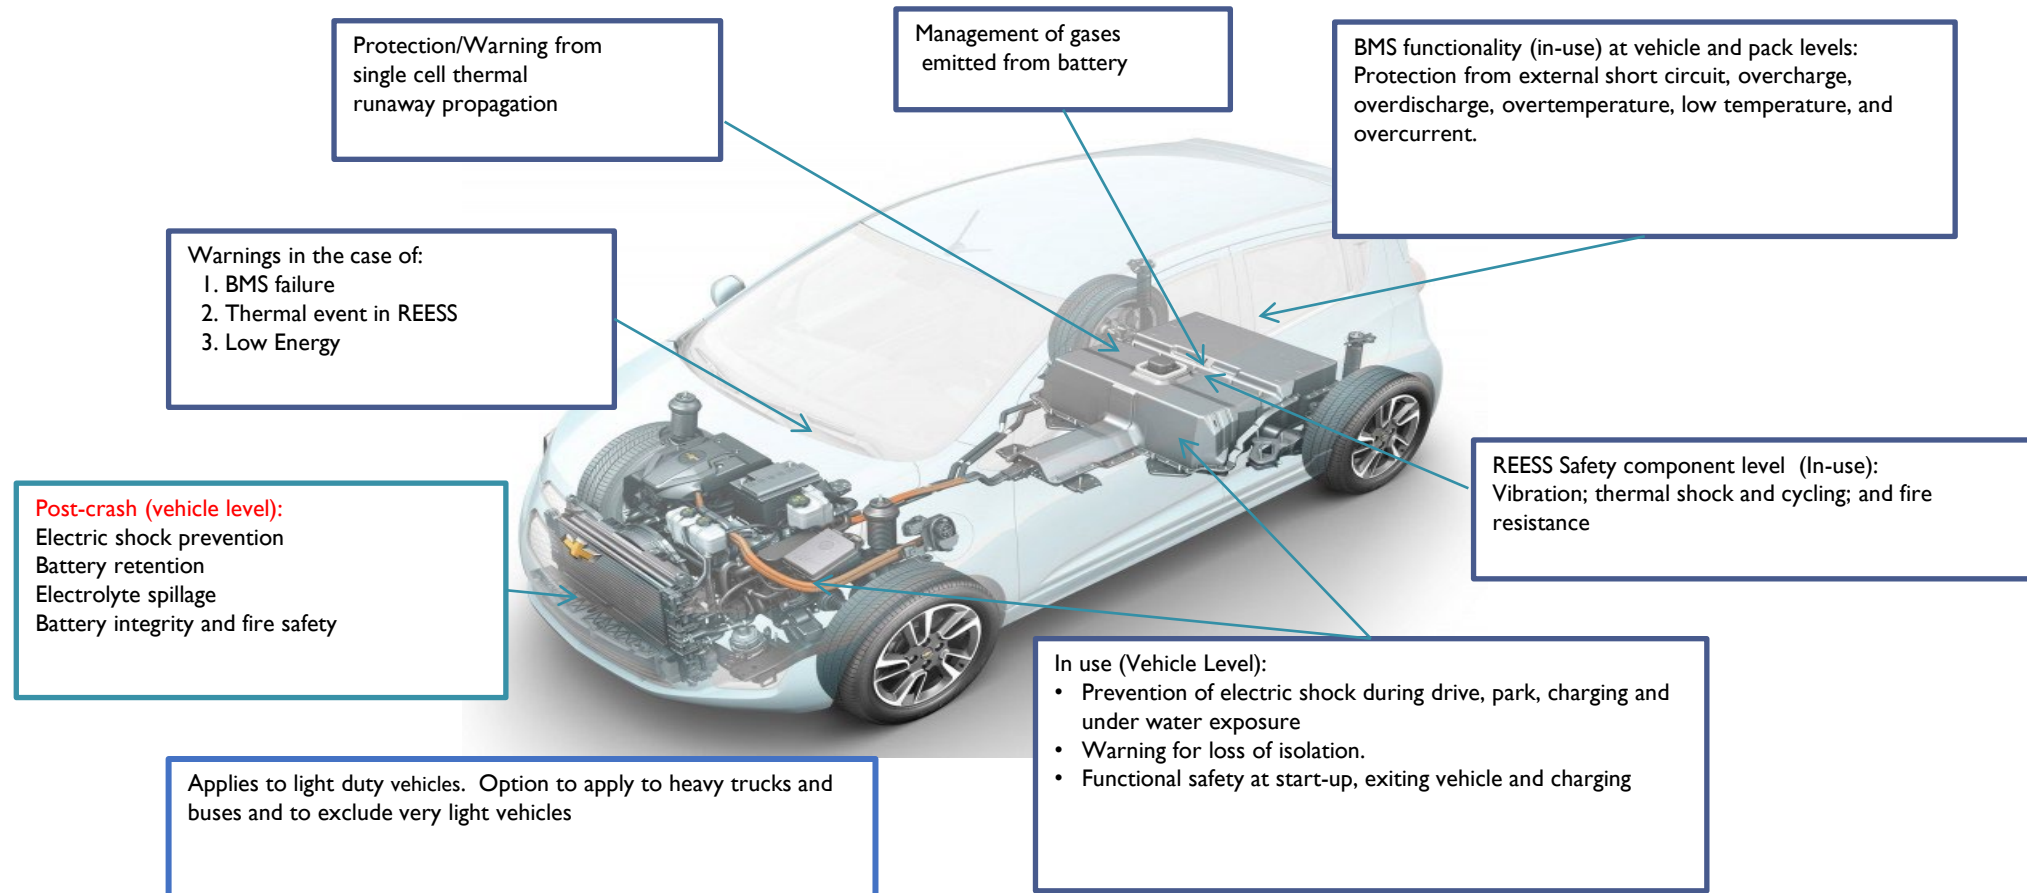 Protection/Warning from
single cell thermal
runaway propagation
Management of gases
emitted from battery
BMS functionality (in-use) at vehicle and pack levels:
Protection from external short circuit, overcharge,
overdischarge, overtemperature, low temperature, and
overcurrent.
Warnings in the case of:
1. BMS failure
2. Thermal event in REESS
3. Low Energy
REESS Safety component level (In-use):
Vibration; thermal shock and cycling; and fire
resistance
Post-crash (vehicle level):
Electric shock prevention
Battery retention
Electrolyte spillage
Battery integrity and fire safety
In use (Vehicle Level):
• Prevention of electric shock during drive, park, charging and
under water exposure
• Warning for loss of isolation.
• Functional safety at start-up, exiting vehicle and charging
Applies to light duty vehicles. Option to apply to heavy trucks and
buses and to exclude very light vehicles